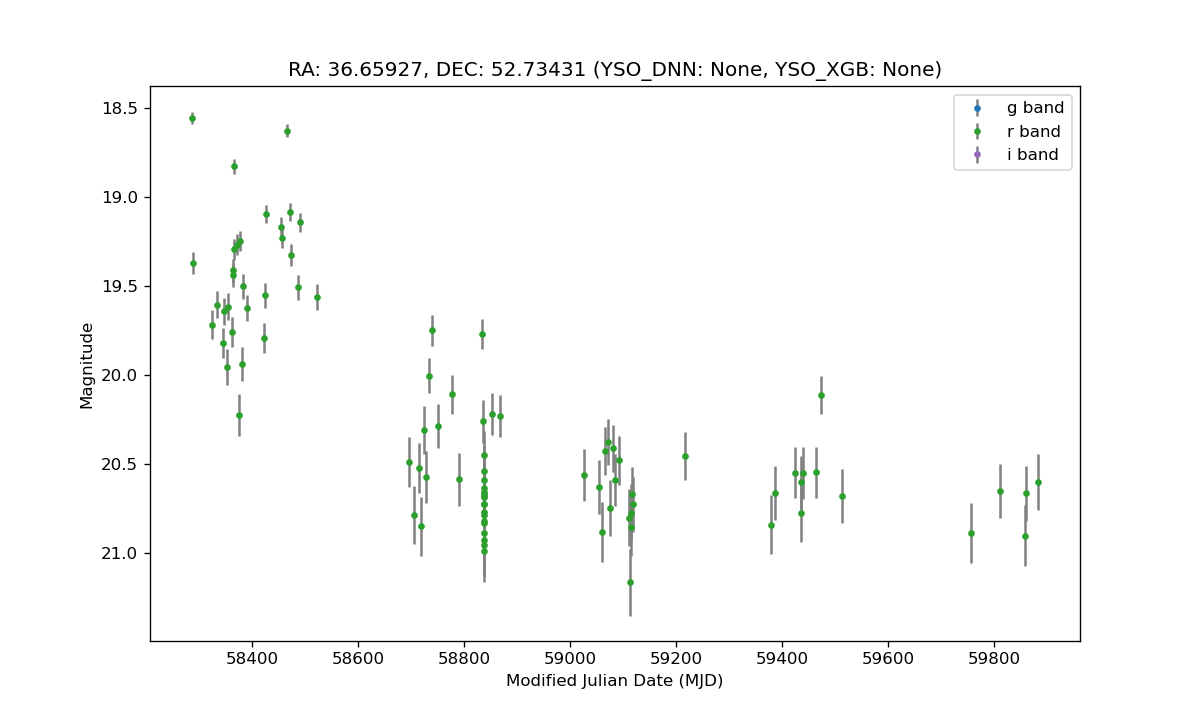 RA: 36.65927, DEC: 52.73431 (YSO_DNN: None, YSO_XGB: None)
g band
r band
i band
18.5
19.0
19.5
20.0
20.5
21.0
Magnitude
58400
58600
58800
59000
59200
59400
59600
59800
Modified Julian Date (MJD)